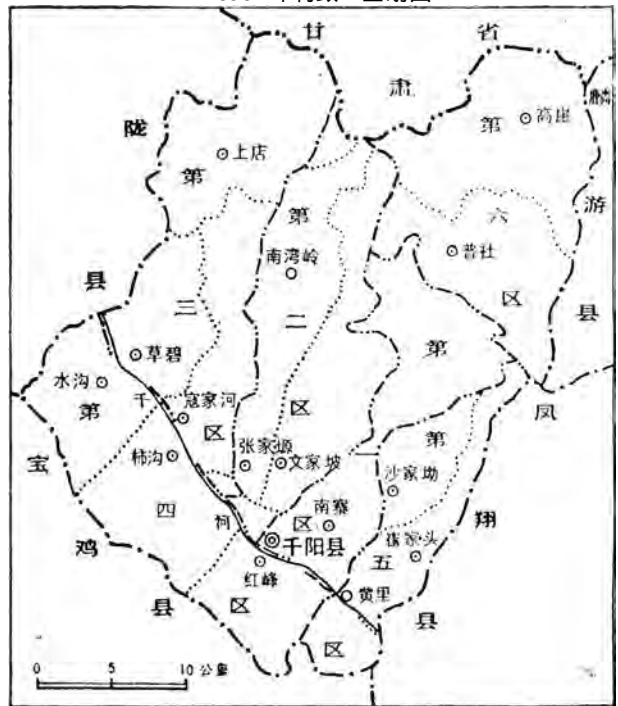 甘肃省
陇县
麟游县
凤翔县
宝鸡县
第六区
高崖
普社
上店
第三区
草碧
寇家河
第二区
南湾岭
张家塬
文家坡
第 区
南寨
千阳县
第五区
沙家坳
崔家头
黄里
第四区
水沟
柿沟
红峰
千河
0 5 10 公里